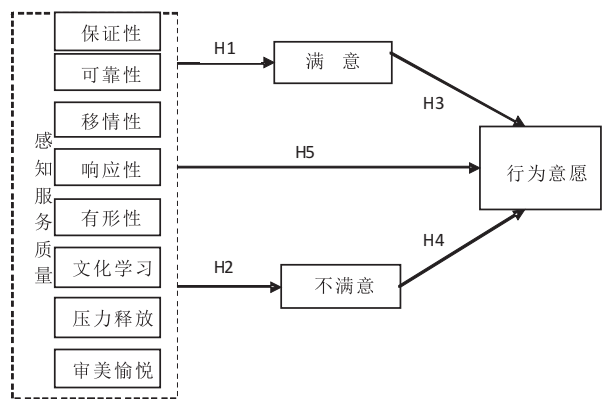 感知服务质量
保证性
可靠性
移情性
响应性
有形性
文化学习
压力释放
审美愉悦
H1
满 意
H3
H5
行为意愿
H2
不满意
H4